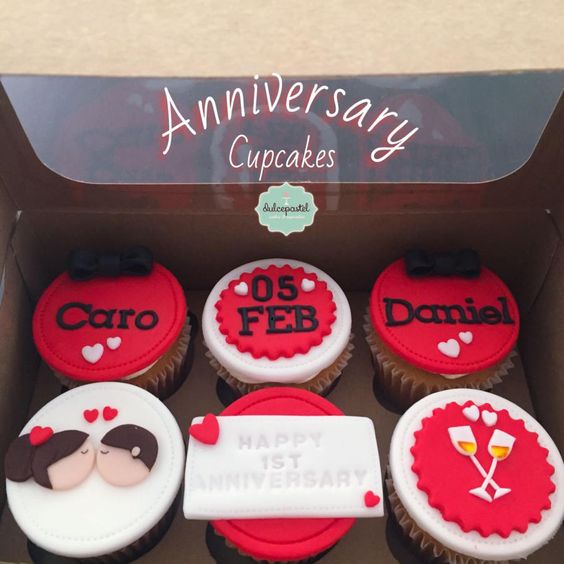 Anniversary
Cupcakes
dulcepastel
Caro
05
FEB
Daniel
HAPPY
1ST
ANNIVERSARY